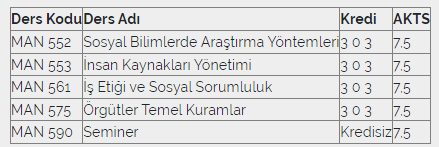 Ders Kodu Ders Adı Kredi AKTS
MAN 552 Sosyal Bilimlerde Araştırma Yöntemleri 3 0 3 7.5
MAN 553 İnsan Kaynakları Yönetimi 3 0 3 7.5
MAN 561 İş Etiği ve Sosyal Sorumluluk 3 0 3 7.5
MAN 575 Örgütler Temel Kuramlar 3 0 3 7.5
MAN 590 Seminer Kredisiz 7.5